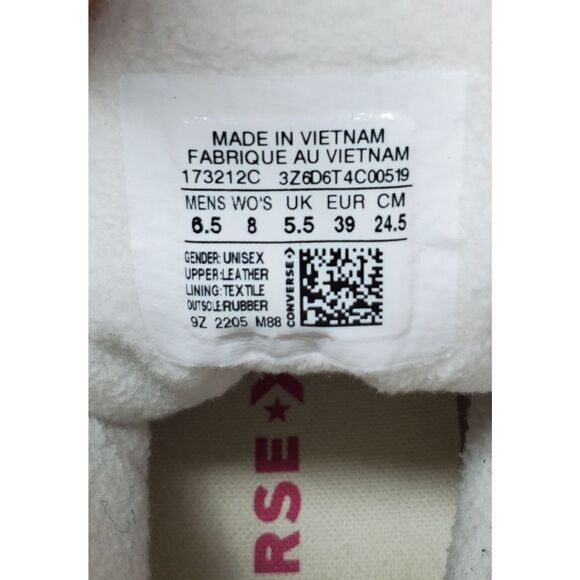 MADE IN VIETNAM
FABRIQUE AU VIETNAM
173212C 3Z6D6T4C00519
MENS WO'S UK EUR CM
6.5 8 5.5 39 24.5
GENDER: UNISEX
UPPER: LEATHER
LINING: TEXTILE
OUTSOLE: RUBBER
9Z 2205 M88
CONVERSE
RSE